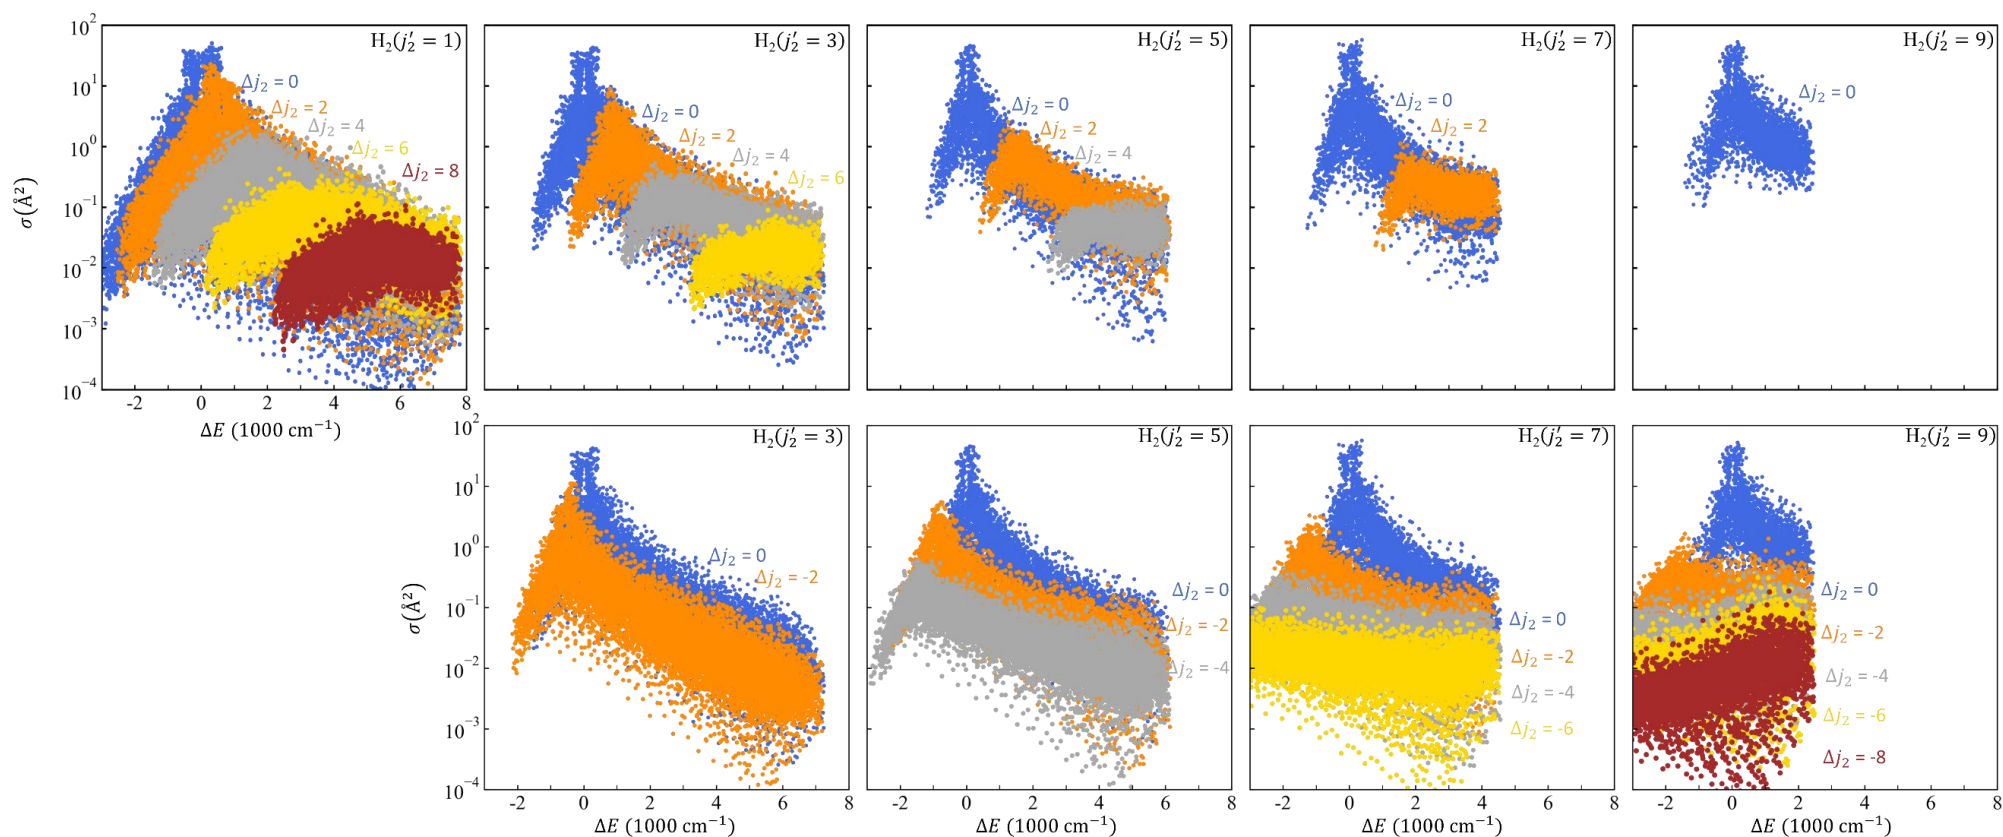 10²
10¹
10⁰
10⁻¹
10⁻²
10⁻³
10⁻⁴
σ(Å²)
H₂(j₂′ = 1)
Δj₂ = 0
Δj₂ = 2
Δj₂ = 4
Δj₂ = 6
Δj₂ = 8
-2 0 2 4 6 8
ΔE (1000 cm⁻¹)
H₂(j₂′ = 3)
Δj₂ = 0
Δj₂ = 2
Δj₂ = 4
Δj₂ = 6
H₂(j₂′ = 5)
Δj₂ = 0
Δj₂ = 2
Δj₂ = 4
H₂(j₂′ = 7)
Δj₂ = 0
Δj₂ = 2
H₂(j₂′ = 9)
Δj₂ = 0
10²
10¹
10⁰
10⁻¹
10⁻²
10⁻³
10⁻⁴
σ(Å²)
H₂(j₂′ = 3)
Δj₂ = 0
Δj₂ = -2
-2 0 2 4 6 8
ΔE (1000 cm⁻¹)
H₂(j₂′ = 5)
Δj₂ = 0
Δj₂ = -2
Δj₂ = -4
-2 0 2 4 6 8
ΔE (1000 cm⁻¹)
H₂(j₂′ = 7)
Δj₂ = 0
Δj₂ = -2
Δj₂ = -4
Δj₂ = -6
-2 0 2 4 6 8
ΔE (1000 cm⁻¹)
H₂(j₂′ = 9)
Δj₂ = 0
Δj₂ = -2
Δj₂ = -4
Δj₂ = -6
Δj₂ = -8
-2 0 2 4 6 8
ΔE (1000 cm⁻¹)